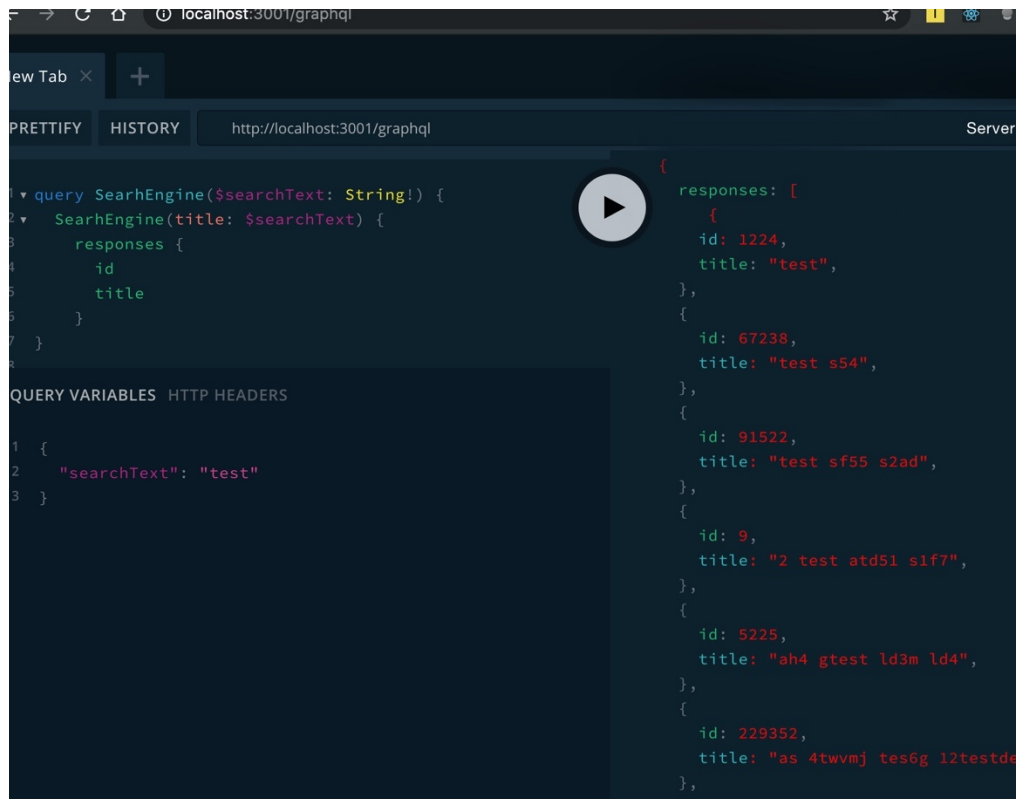 localhost:3001/graphql
New Tab
PRETTIFY HISTORY http://localhost:3001/graphql Server
1 query SearhEngine($searchText: String!) {
2 SearhEngine(title: $searchText) {
3 responses {
4 id
5 title
6 }
7 }
8
QUERY VARIABLES HTTP HEADERS
1 {
2 "searchText": "test"
3 }
{
responses: [
{
id: 1224,
title: "test",
},
{
id: 67238,
title: "test s54",
},
{
id: 91522,
title: "test sf55 s2ad",
},
{
id: 9,
title: "2 test atd51 s1f7",
},
{
id: 5225,
title: "ah4 gtest ld3m ld4",
},
{
id: 229352,
title: "as 4twvmj tes6g 12testde
},